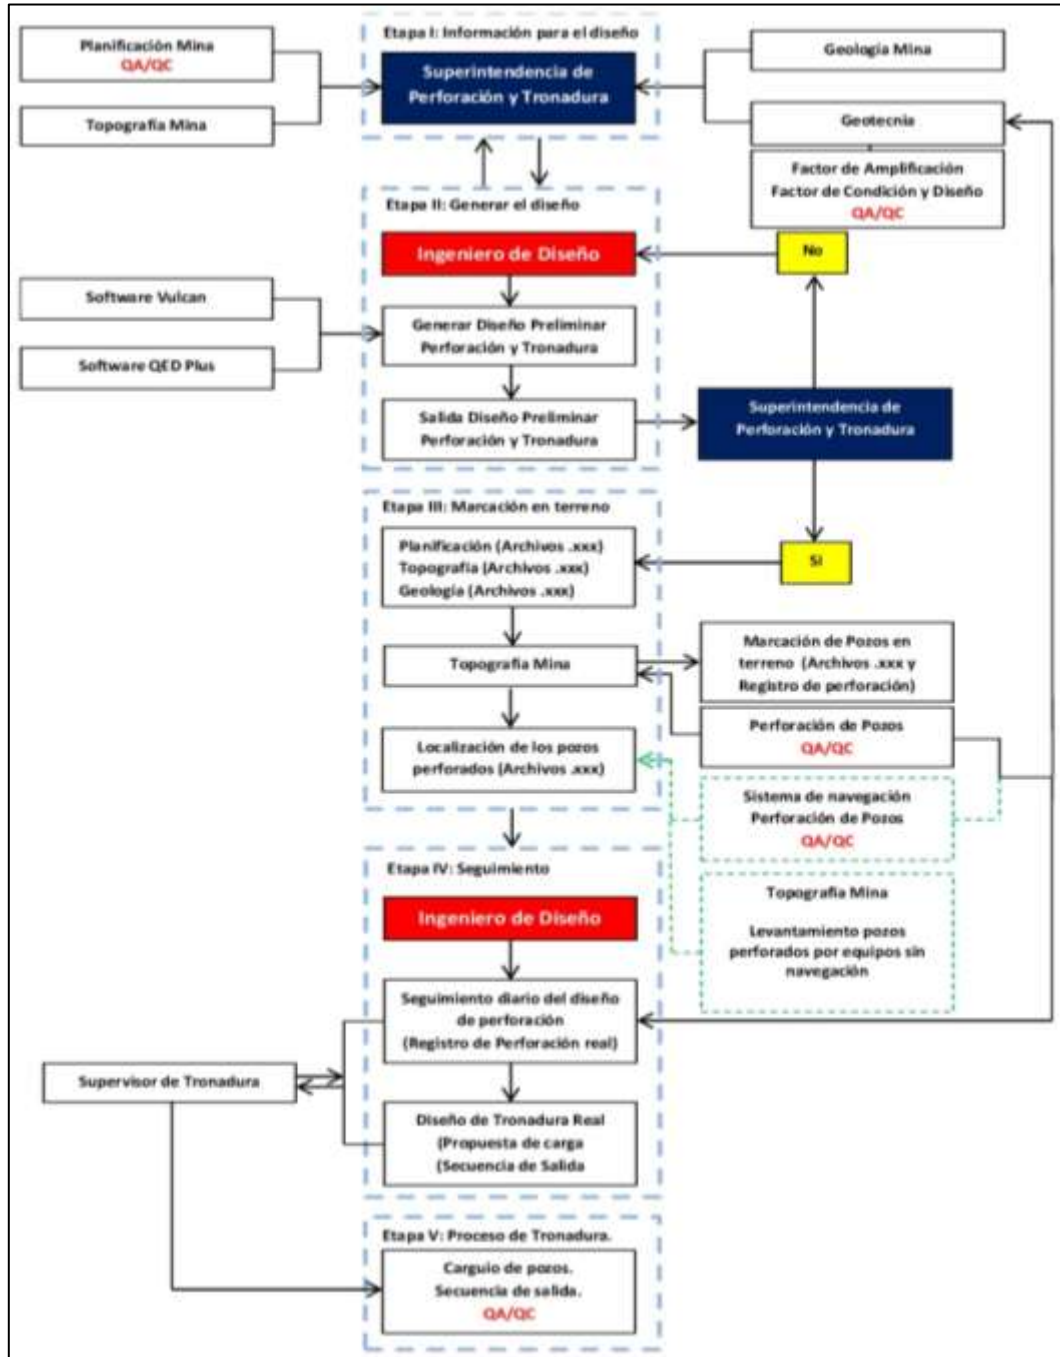 Etapa I: Información para el diseño
Planificación Mina
QA/QC
Topografía Mina
Superintendencia de
Perforación y Tronadura
Geología Mina
Geotecnia
Factor de Amplificación
Factor de Condición y Diseño
QA/QC
Etapa II: Generar el diseño
Ingeniero de Diseño
No
Software Vulcan
Software QED Plus
Generar Diseño Preliminar
Perforación y Tronadura
Salida Diseño Preliminar
Perforación y Tronadura
Superintendencia de
Perforación y Tronadura
Etapa III: Marcación en terreno
Planificación (Archivos .xxx)
Topografía (Archivos .xxx)
Geología (Archivos .xxx)
Si
Topografía Mina
Marcación de Pozos en
terreno (Archivos .xxx y
Registro de perforación)
Perforación de Pozos
QA/QC
Localización de los pozos
perforados (Archivos .xxx)
Sistema de navegación
Perforación de Pozos
QA/QC
Topografía Mina
Levantamiento pozos
perforados por equipos sin
navegación
Etapa IV: Seguimiento
Ingeniero de Diseño
Seguimiento diario del diseño
de perforación
(Registro de Perforación real)
Supervisor de Tronadura
Diseño de Tronadura Real
(Propuesta de carga
(Secuencia de Salida
Etapa V: Proceso de Tronadura.
Carguio de pozos.
Secuencia de salida.
QA/QC